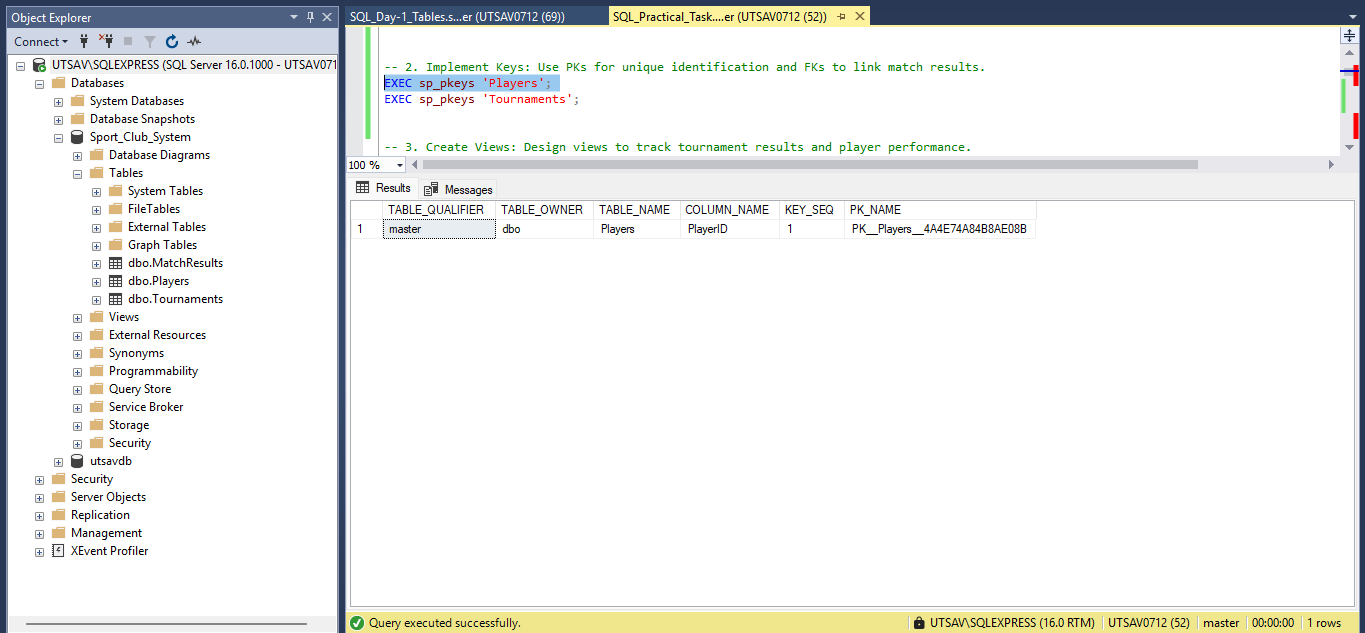 Object Explorer
Connect
UTSAV\SQLEXPRESS (SQL Server 16.0.1000 - UTSAV071
Databases
System Databases
Database Snapshots
Sport_Club_System
Database Diagrams
Tables
System Tables
FileTables
External Tables
Graph Tables
dbo.MatchResults
dbo.Players
dbo.Tournaments
Views
External Resources
Synonyms
Programmability
Query Store
Service Broker
Storage
Security
utsavdb
Security
Server Objects
Replication
Management
XEvent Profiler
SQL_Day-1_Tables.s...er (UTSAV0712 (69))
SQL_Practical_Task....er (UTSAV0712 (52))
-- 2. Implement Keys: Use PKs for unique identification and FKs to link match results.
EXEC sp_pkeys 'Players';
EXEC sp_pkeys 'Tournaments';
-- 3. Create Views: Design views to track tournament results and player performance.
100 %
Results Messages
TABLE_QUALIFIER TABLE_OWNER TABLE_NAME COLUMN_NAME KEY_SEQ PK_NAME
1 master dbo Players PlayerID 1 PK__Players__4A4E74A84B8AE08B
Query executed successfully. UTSAV\SQLEXPRESS (16.0 RTM) UTSAV0712 (52) master 00:00:00 1 rows